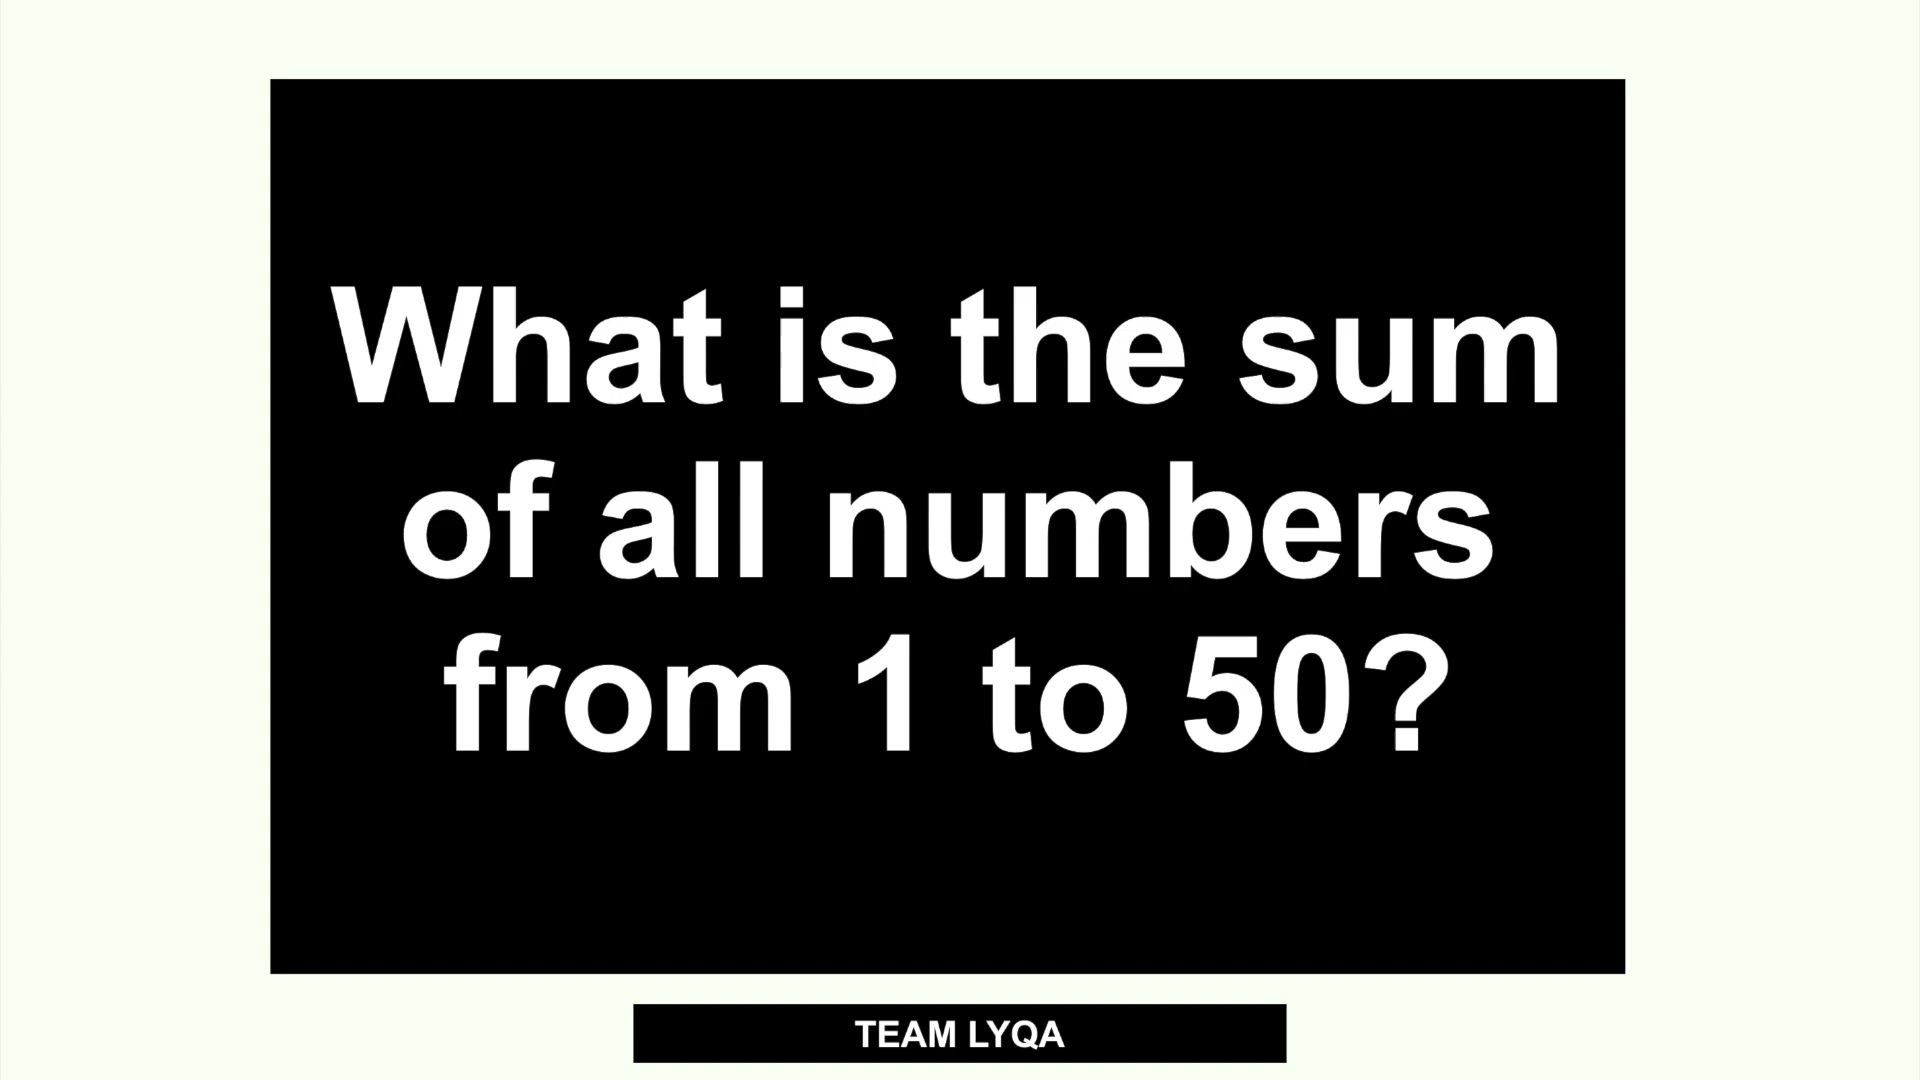 What is the sum
of all numbers
from 1 to 50?
TEAM LYQA